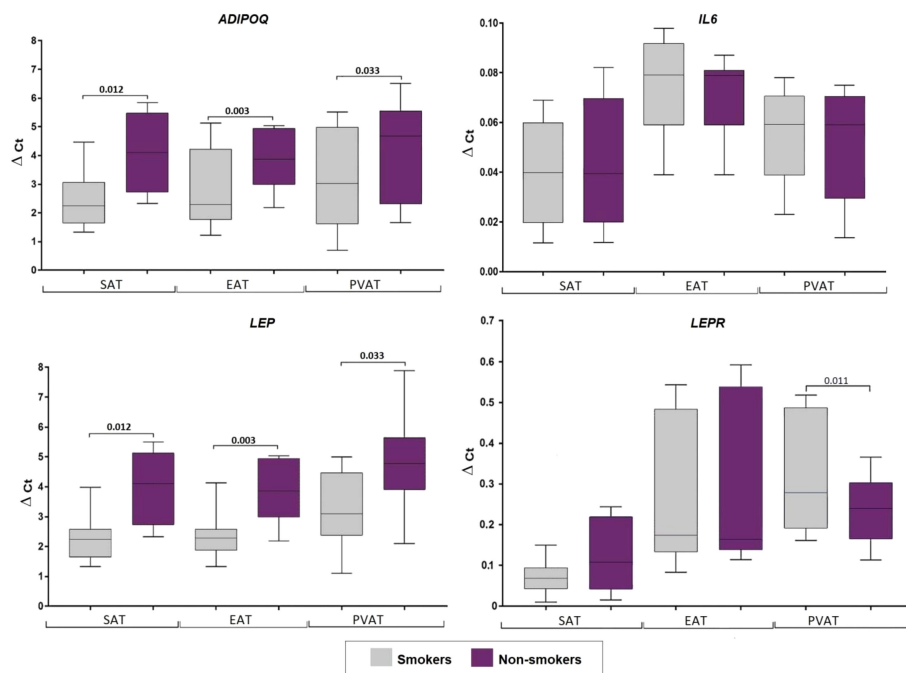 ADIPOQ
8
7
6
5
4
3
2
1
0
Δ Ct
0.012
0.003
0.033
SAT
EAT
PVAT
IL6
0.10
0.08
0.06
0.04
0.02
0.00
Δ Ct
SAT
EAT
PVAT
LEP
8
7
6
5
4
3
2
1
0
Δ Ct
0.012
0.003
0.033
SAT
EAT
PVAT
LEPR
0.7
0.6
0.5
0.4
0.3
0.2
0.1
0
Δ Ct
0.011
SAT
EAT
PVAT
Smokers
Non-smokers